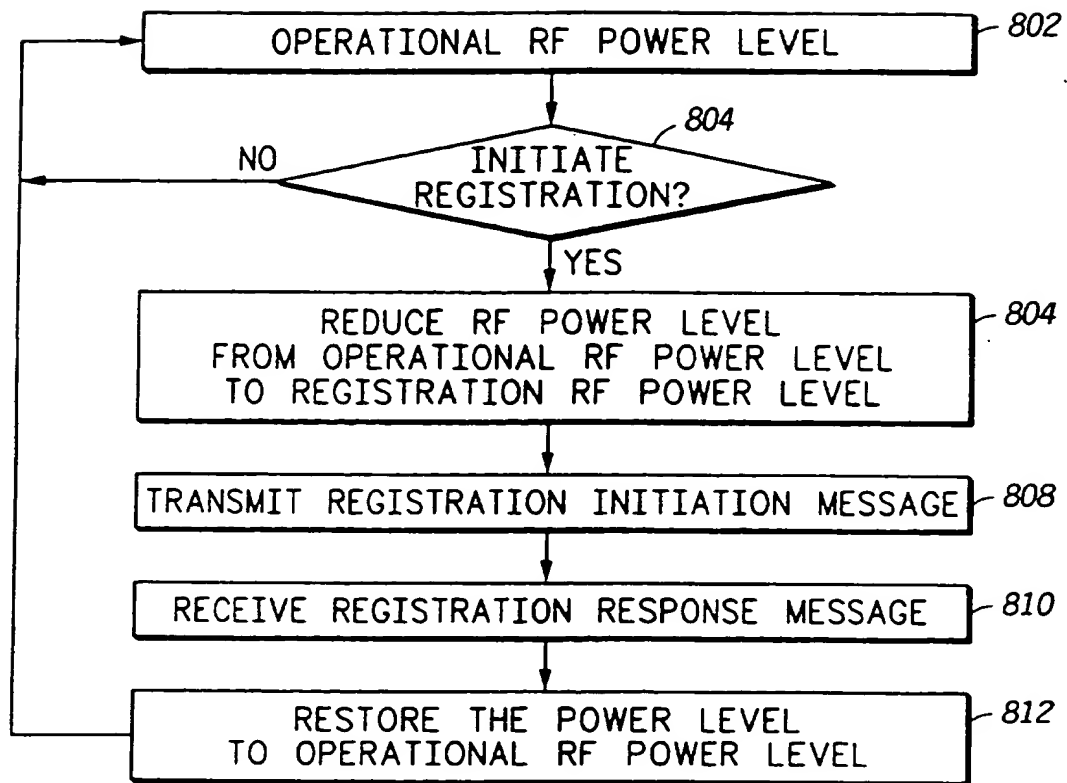 OPERATIONAL RF POWER LEVEL 802
804
NO
INITIATE
REGISTRATION?
YES
REDUCE RF POWER LEVEL 804
FROM OPERATIONAL RF POWER LEVEL
TO REGISTRATION RF POWER LEVEL
TRANSMIT REGISTRATION INITIATION MESSAGE 808
RECEIVE REGISTRATION RESPONSE MESSAGE 810
RESTORE THE POWER LEVEL 812
TO OPERATIONAL RF POWER LEVEL